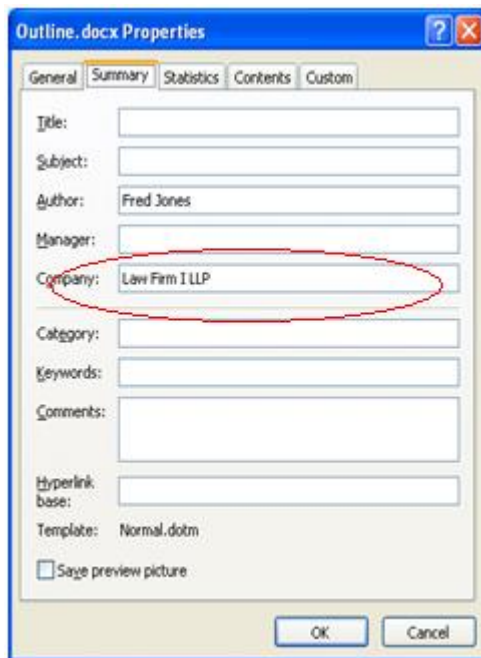 Outline.docx Properties
General Summary Statistics Contents Custom
Title:
Subject:
Author: Fred Jones
Manager:
Company: Law Firm I LLP
Category:
Keywords:
Comments:
Hyperlink
base:
Template: Normal.dotm
Save preview picture
OK Cancel